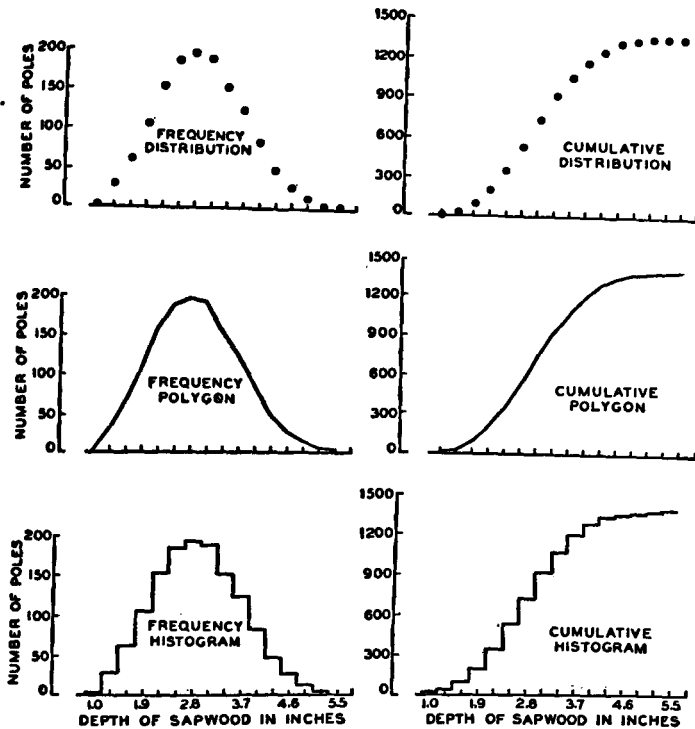 NUMBER OF POLES
200
150
100
50
0
FREQUENCY
DISTRIBUTION
1500
1200
900
600
300
0
CUMULATIVE
DISTRIBUTION
NUMBER OF POLES
200
150
100
50
0
FREQUENCY
POLYGON
1500
1200
900
600
300
0
CUMULATIVE
POLYGON
NUMBER OF POLES
200
150
100
50
0
FREQUENCY
HISTOGRAM
1.0 1.9 2.8 3.7 4.6 5.5
DEPTH OF SAPWOOD IN INCHES
1500
1200
900
600
300
0
CUMULATIVE
HISTOGRAM
1.0 1.9 2.8 3.7 4.6 5.5
DEPTH OF SAPWOOD IN INCHES